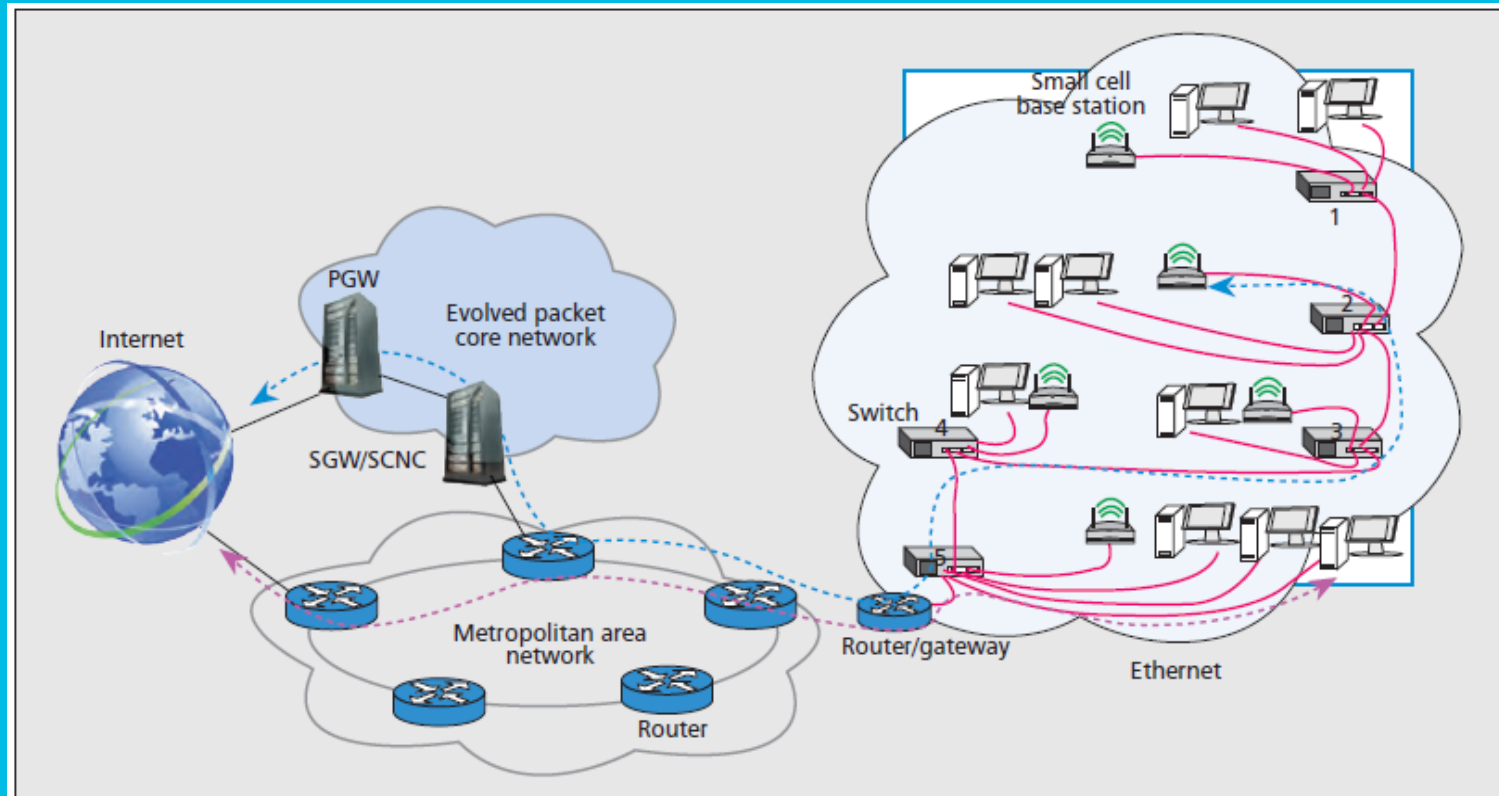 Small cell
base station
1
PGW
Evolved packet
core network
2
Internet
Switch
4
3
SGW/SCNC
5
Metropolitan area
network
Router/gateway
Ethernet
Router